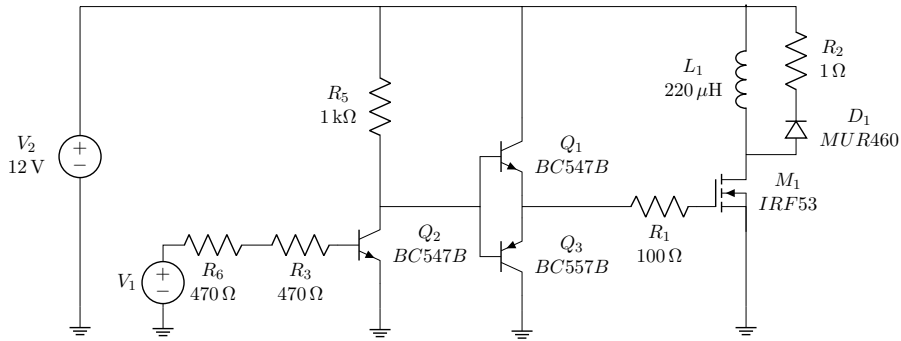 V2
12 V
+
−
V1
+
−
R6
470 Ω
R3
470 Ω
R5
1 kΩ
Q2
BC547B
Q1
BC547B
Q3
BC557B
R1
100 Ω
L1
220 μH
R2
1 Ω
D1
MUR460
M1
IRF53